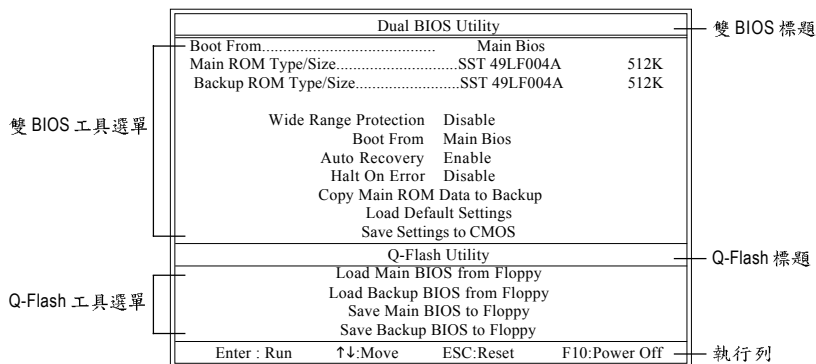 Dual BIOS Utility
雙 BIOS 標題
Boot From.......................................... Main Bios
Main ROM Type/Size.............................SST 49LF004A 512K
Backup ROM Type/Size.........................SST 49LF004A 512K
雙 BIOS 工具選單
Wide Range Protection Disable
Boot From Main Bios
Auto Recovery Enable
Halt On Error Disable
Copy Main ROM Data to Backup
Load Default Settings
Save Settings to CMOS
Q-Flash Utility
Q-Flash 標題
Load Main BIOS from Floppy
Load Backup BIOS from Floppy
Q-Flash 工具選單
Save Main BIOS to Floppy
Save Backup BIOS to Floppy
Enter : Run ↑↓:Move ESC:Reset F10:Power Off
執行列